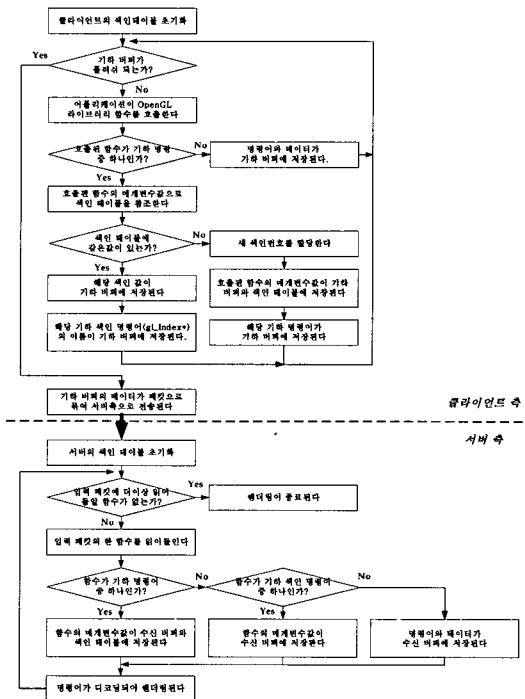 클라이언트의 색인 테이블 초기화
Yes
기하 버퍼가
플러쉬 되는가?
No
어플리케이션이 OpenGL
라이브러리 함수를 호출한다
호출된 함수가 기하 명령
중 하나인가?
No
명령어와 데이터가
기하 버퍼에 저장된다.
Yes
호출된 함수의 매개변수값으로
색인 테이블을 참조한다
색인 테이블에
같은값이 있는가?
No
새 색인번호를 할당한다
Yes
해당 색인 값이
기하 버퍼에 저장된다
호출된 함수의 매개변수값이 기하
버퍼와 색인 테이블에 저장된다
해당 기하 색인 명령어(gl_Index*)
의 이름이 기하 버퍼에 저장된다.
해당 기하 명령어가
기하 버퍼에 저장된다
기하 버퍼의 데이터가 패킷으로
묶여 서버측으로 전송된다
클라이언트 측
서버 측
서버의 색인 테이블 초기화
입력 패킷에 더이상 읽어
들일 함수가 없는가?
Yes
렌더링이 종료된다
No
입력 패킷의 한 함수를 읽어들인다
함수가 기하 명령어
중 하나인가?
No
함수가 기하 색인 명령어
중 하나인가?
No
Yes
Yes
함수의 매개변수값이 수신 버퍼와
색인 테이블에 저장된다
함수의 매개변수값이
수신 버퍼에 저장된다
명령어와 데이터가
수신 버퍼에 저장된다
명령어가 디코딩되어 렌더링된다